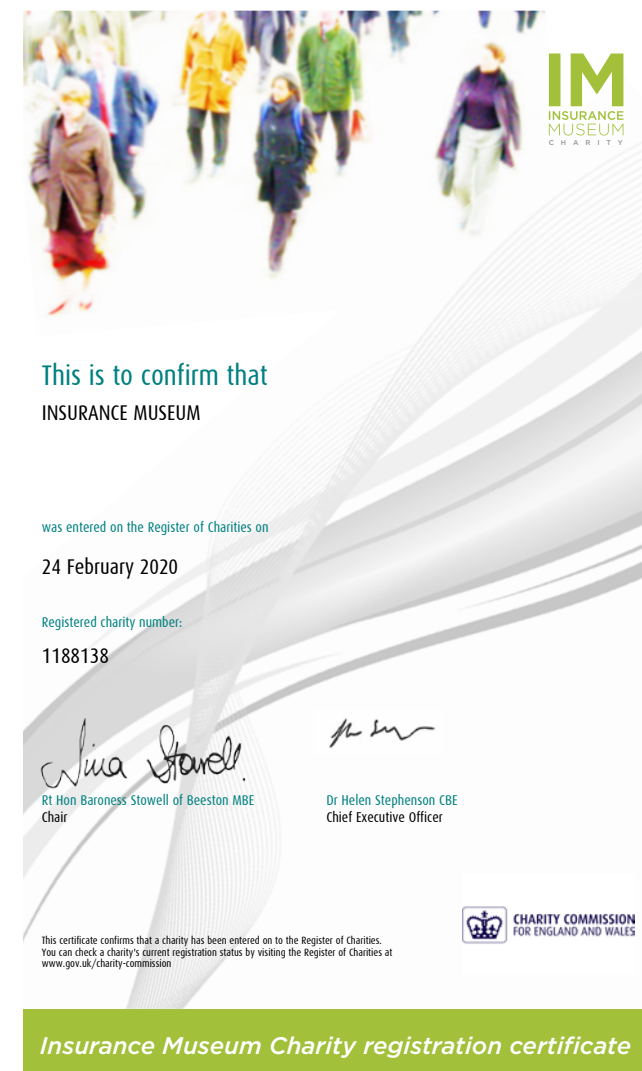 IM
INSURANCE
MUSEUM
CHARITY
This is to confirm that
INSURANCE MUSEUM
was entered on the Register of Charities on
24 February 2020
Registered charity number:
1188138
Tina Stowell
Rt Hon Baroness Stowell of Beeston MBE
Chair
Dr Helen Stephenson CBE
Chief Executive Officer
CHARITY COMMISSION
FOR ENGLAND AND WALES
This certificate confirms that a charity has been entered on to the Register of Charities.
You can check a charity's current registration status by visiting the Register of Charities at
www.gov.uk/charity-commission
Insurance Museum Charity registration certificate